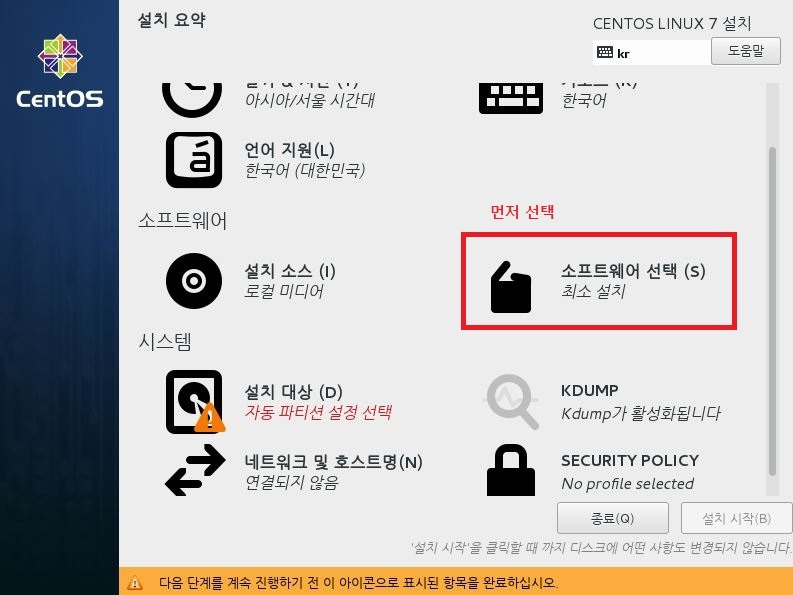 설치 요약
CENTOS LINUX 7 설치
kr
도움말
CentOS
아시아/서울 시간대
한국어
언어 지원(L)
한국어 (대한민국)
소프트웨어
먼저 선택
설치 소스 (I)
로컬 미디어
소프트웨어 선택 (S)
최소 설치
시스템
설치 대상 (D)
자동 파티션 설정 선택
KDUMP
Kdump가 활성화됩니다
네트워크 및 호스트명(N)
연결되지 않음
SECURITY POLICY
No profile selected
종료(Q)
설치 시작(B)
'설치 시작'을 클릭할 때 까지 디스크에 어떤 사항도 변경되지 않습니다.
다음 단계를 계속 진행하기 전 이 아이콘으로 표시된 항목을 완료하십시오.